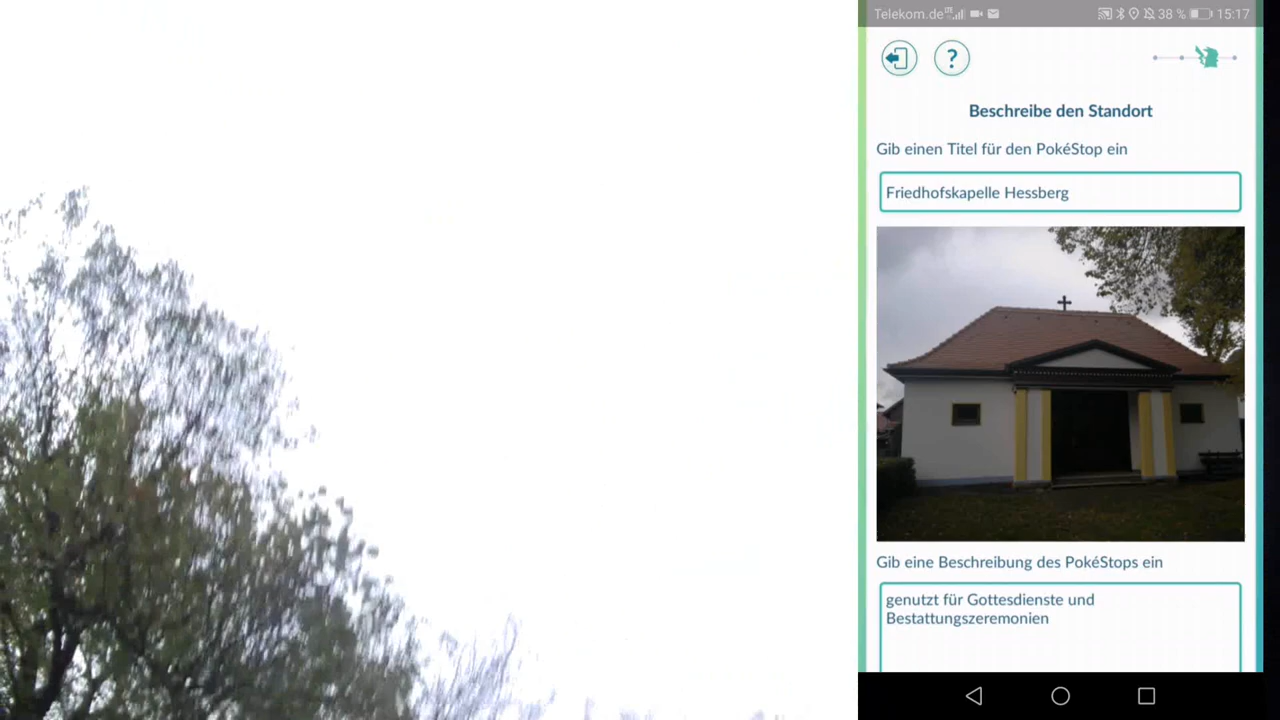 Telekom.de LTE 38 % 15:17
?
Beschreibe den Standort
Gib einen Titel für den PokéStop ein
Friedhofskapelle Hessberg
Gib eine Beschreibung des PokéStops ein
genutzt für Gottesdienste und
Bestattungszeremonien